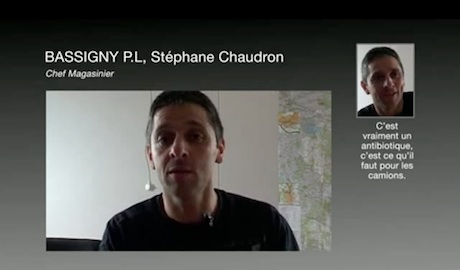 BASSIGNY P.L, Stéphane Chaudron
Chef Magasinier
C'est
vraiment un
antibiotique,
c'est ce qu'il
faut pour les
camions.